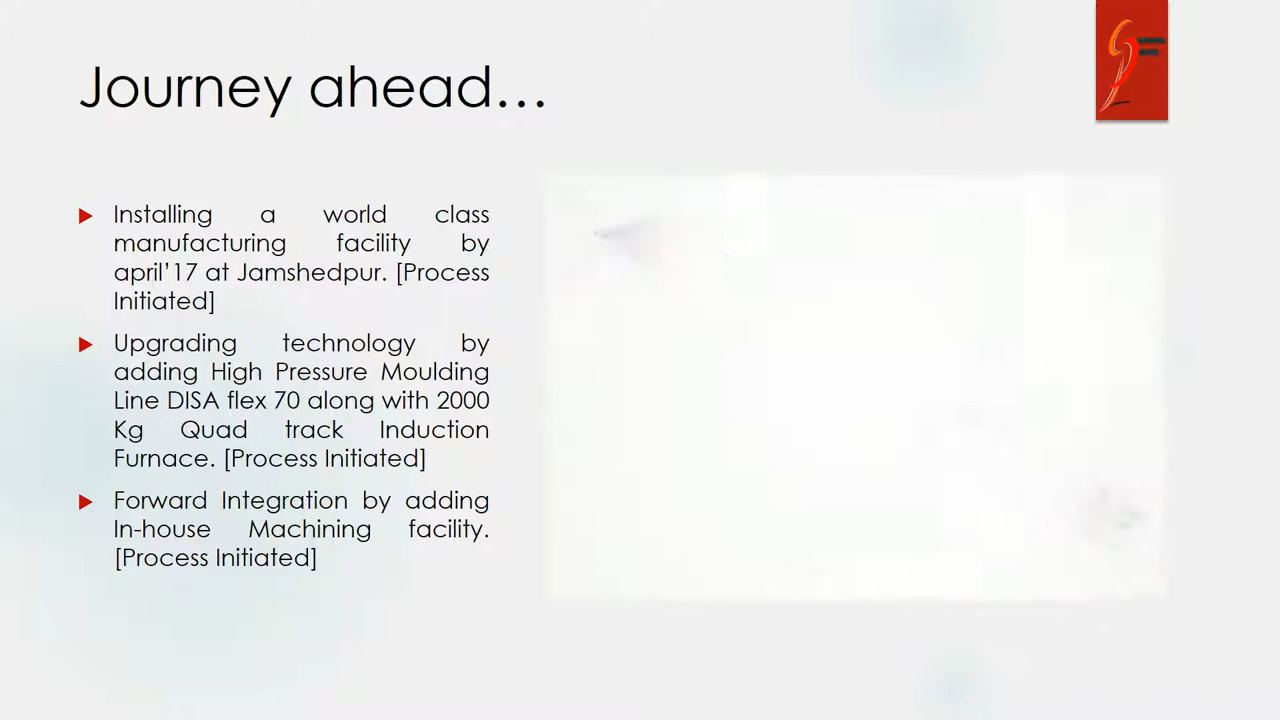 Journey ahead...
Installing a world class
manufacturing facility by
april'17 at Jamshedpur. [Process
Initiated]
Upgrading technology by
adding High Pressure Moulding
Line DISA flex 70 along with 2000
Kg Quad track Induction
Furnace. [Process Initiated]
Forward Integration by adding
In-house Machining facility.
[Process Initiated]